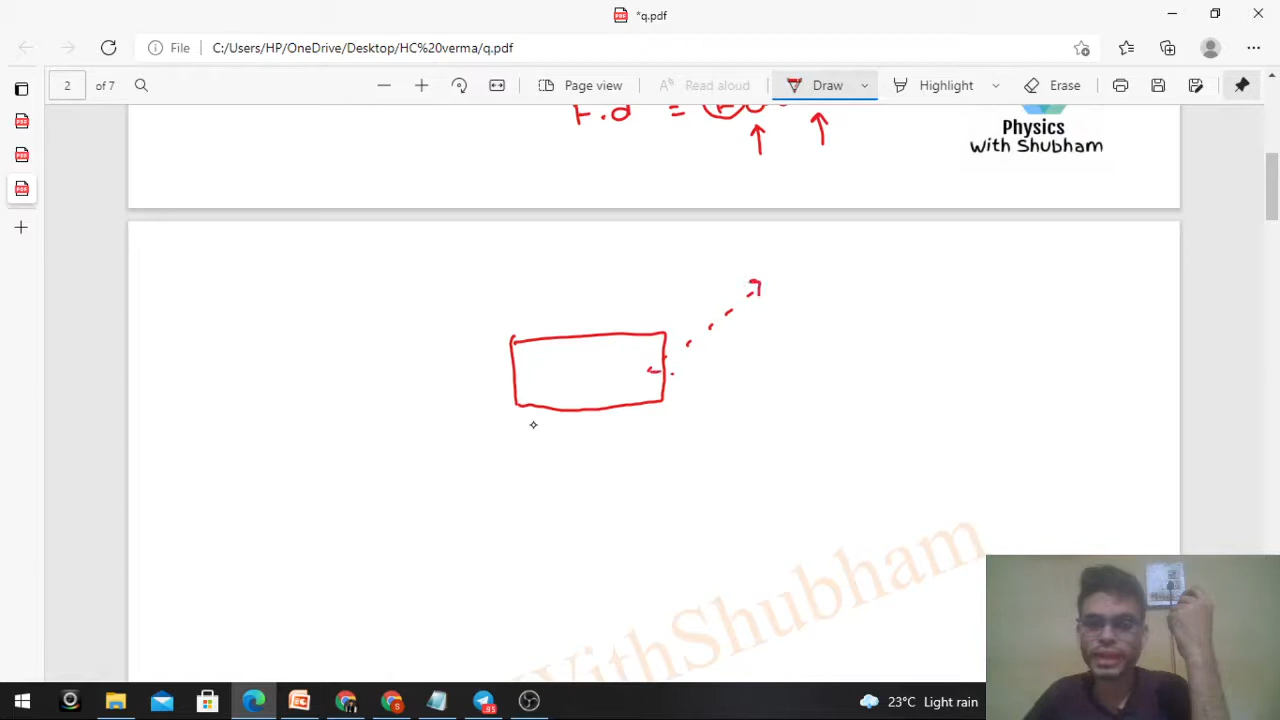 *q.pdf
File C:/Users/HP/OneDrive/Desktop/HC%20verma/q.pdf
2 of 7 Page view Read aloud Draw Highlight Erase
F.d =
Physics
With Shubham
WithShubham
23°C Light rain